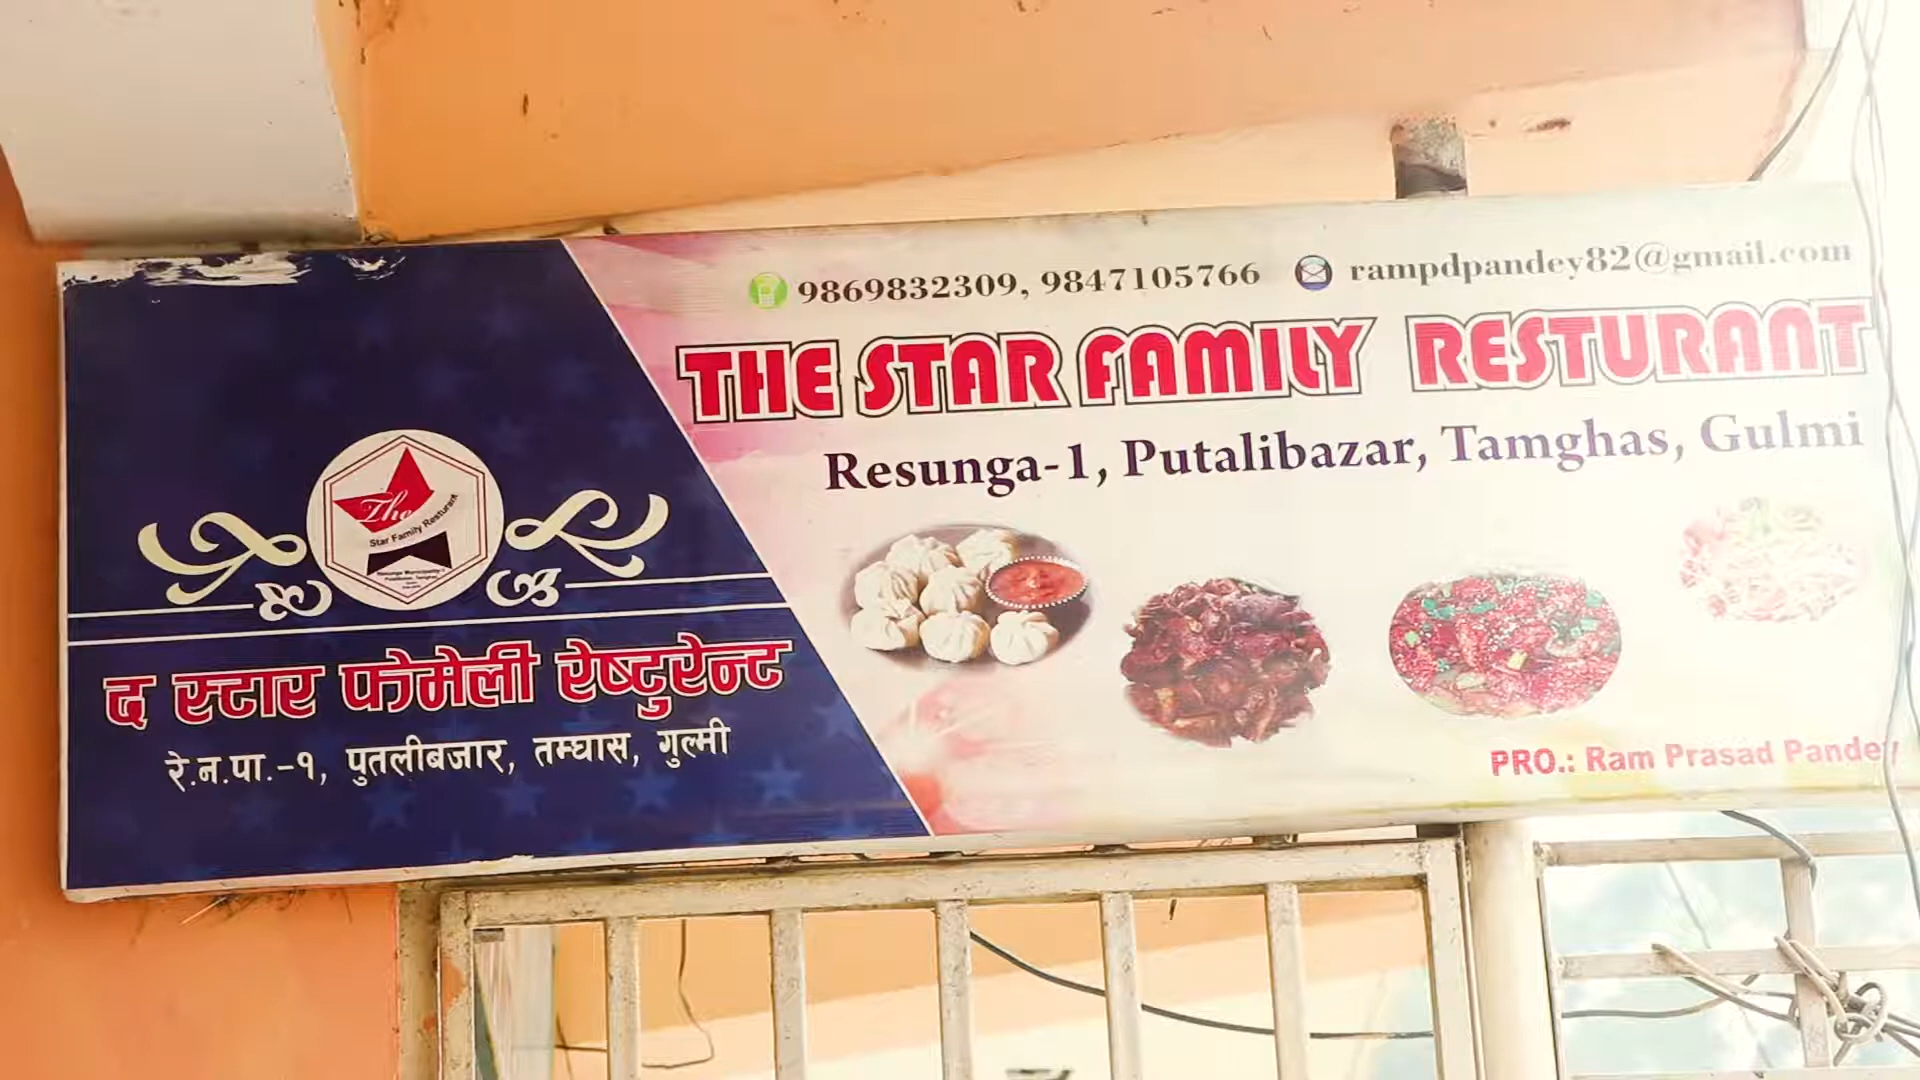 9869832309, 9847105766 rampdpandey82@gmail.com
THE STAR FAMILY RESTURANT
Resunga-1, Putalibazar, Tamghas, Gulmi
The
Star Family Resturant
द स्टार फेमेली रेष्टुरेन्ट
रे.न.पा.-१, पुतलीबजार, तम्घास, गुल्मी
PRO.: Ram Prasad Pandey